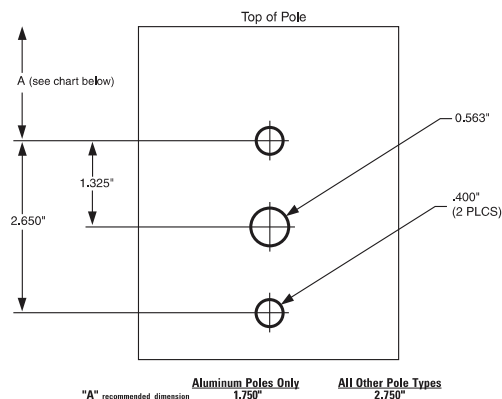 Top of Pole
A (see chart below)
0.563"
1.325"
2.650"
.400"
(2 PLCS)
Aluminum Poles Only All Other Pole Types
"A" recommended dimension 1.750" 2.750"